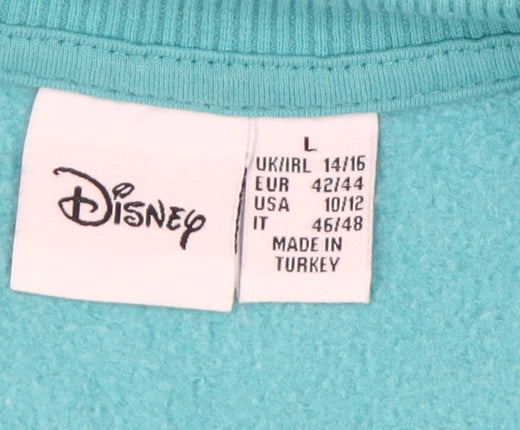 Disney
L
UK/IRL 14/16
EUR 42/44
USA 10/12
IT 46/48
MADE IN
TURKEY